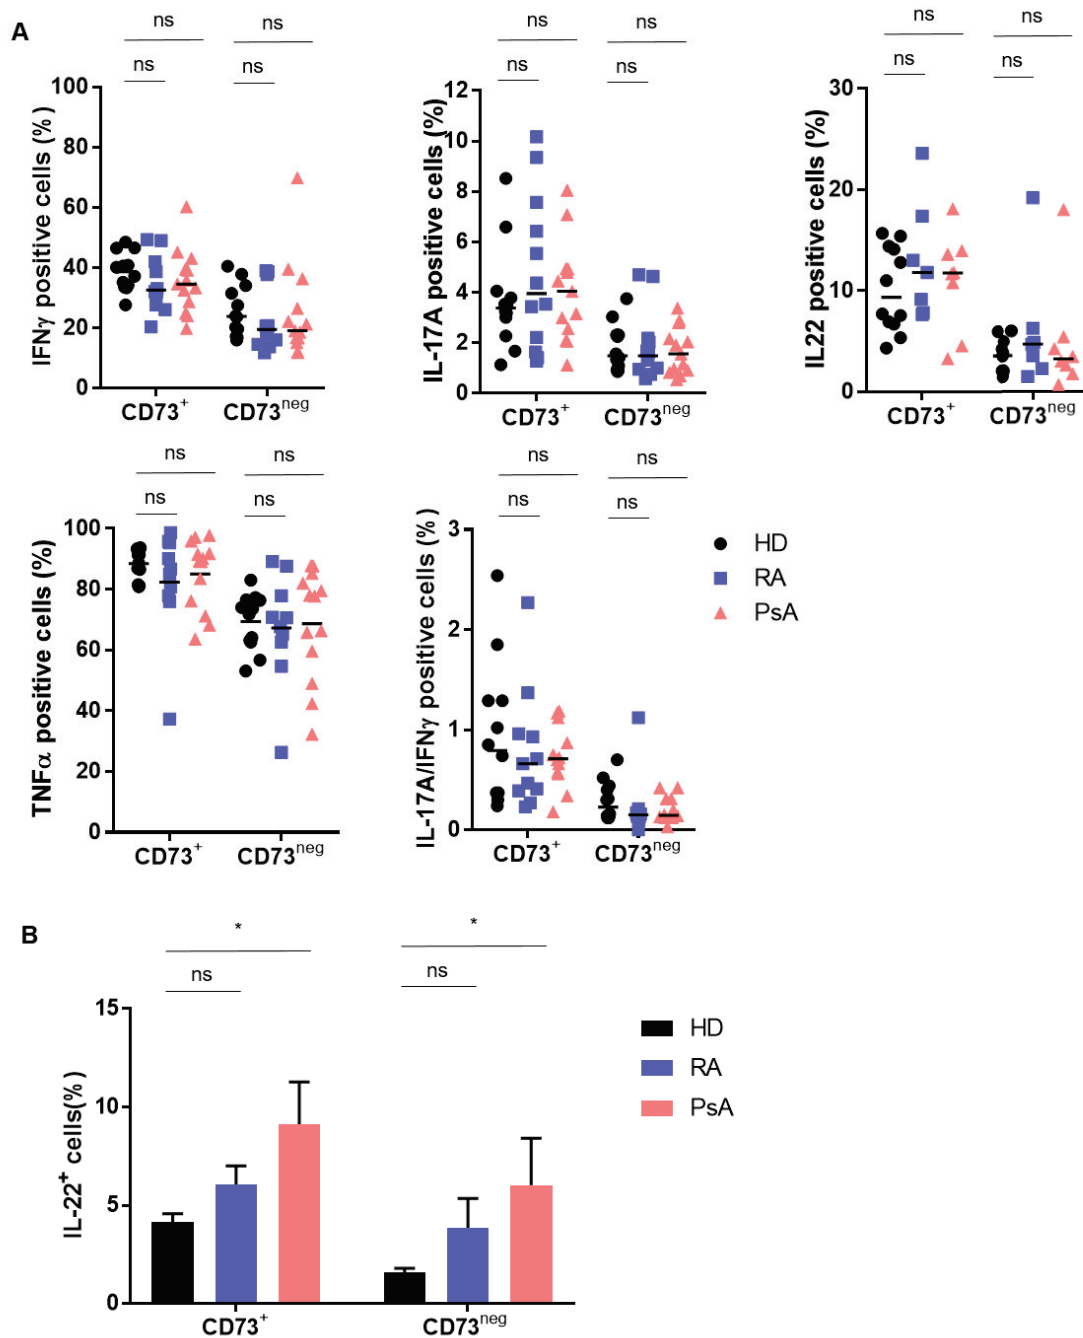 A
ns
ns
ns
ns
IFNγ positive cells (%)
100
80
60
40
20
0
CD73+
CD73neg
ns
ns
ns
ns
IL-17A positive cells (%)
12
10
8
6
4
2
0
CD73+
CD73neg
ns
ns
ns
ns
IL22 positive cells (%)
30
20
10
0
CD73+
CD73neg
ns
ns
ns
ns
TNFα positive cells (%)
100
80
60
40
20
0
CD73+
CD73neg
ns
ns
ns
ns
IL-17A/IFNγ positive cells (%)
3
2
1
0
CD73+
CD73neg
HD
RA
PsA
B
*
*
ns
ns
IL-22+ cells(%)
15
10
5
0
CD73+
CD73neg
HD
RA
PsA